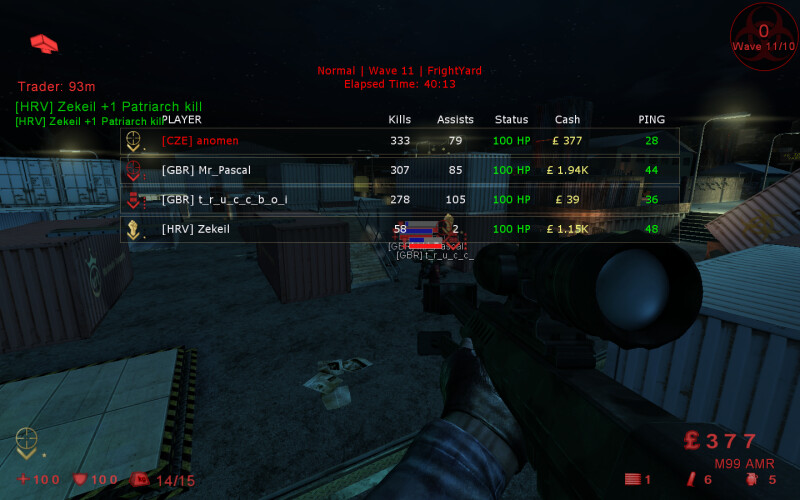 0
Wave 11/10
Normal | Wave 11 | FrightYard
Elapsed Time: 40:13
Trader: 93m
[HRV] Zekeil +1 Patriarch kill
[HRV] Zekeil +1 Patriarch kill
PLAYER Kills Assists Status Cash PING
[CZE] anomen 333 79 100 HP £ 377 28
[GBR] Mr_Pascal 307 85 100 HP £ 1.94K 44
[GBR] t_r_u_c_c_b_o_i 278 105 100 HP £ 39 36
[HRV] Zekeil 58 2 100 HP £ 1.15K 48
[GBR] t_r_u_c_c_
£377
M99 AMR
100 100 14/15 1 6 5